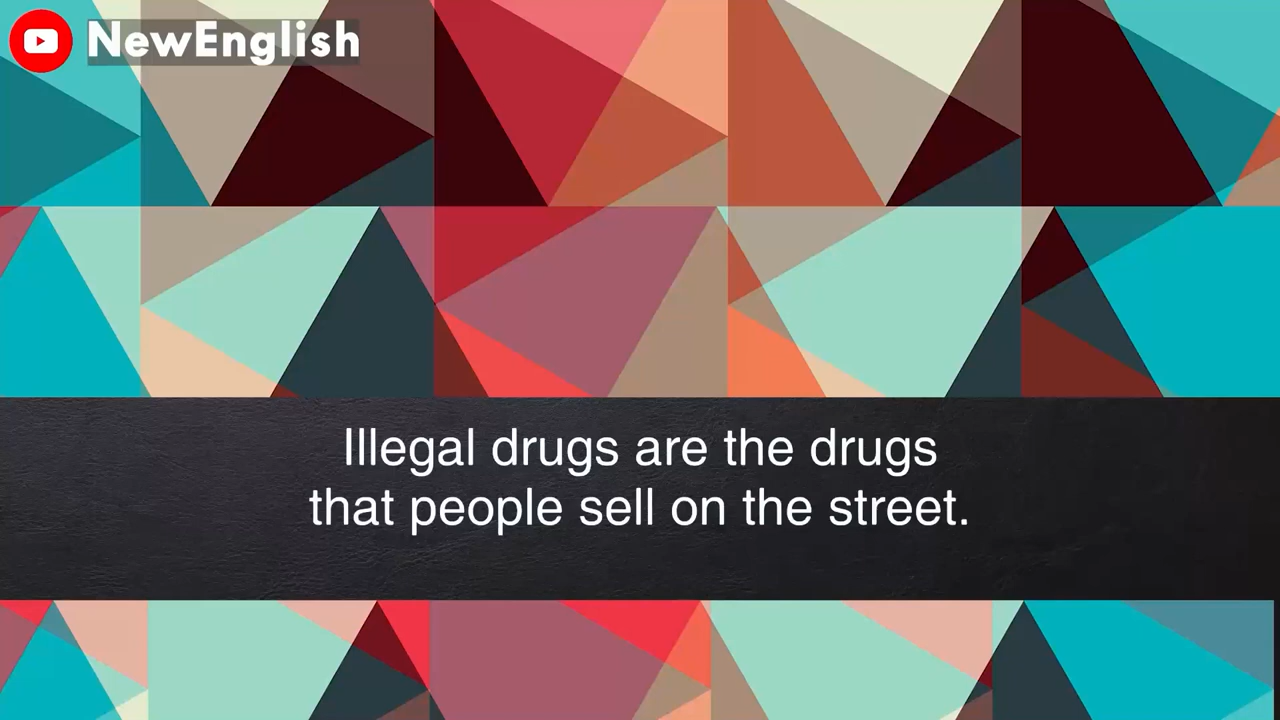 NewEnglish
Illegal drugs are the drugs
that people sell on the street.